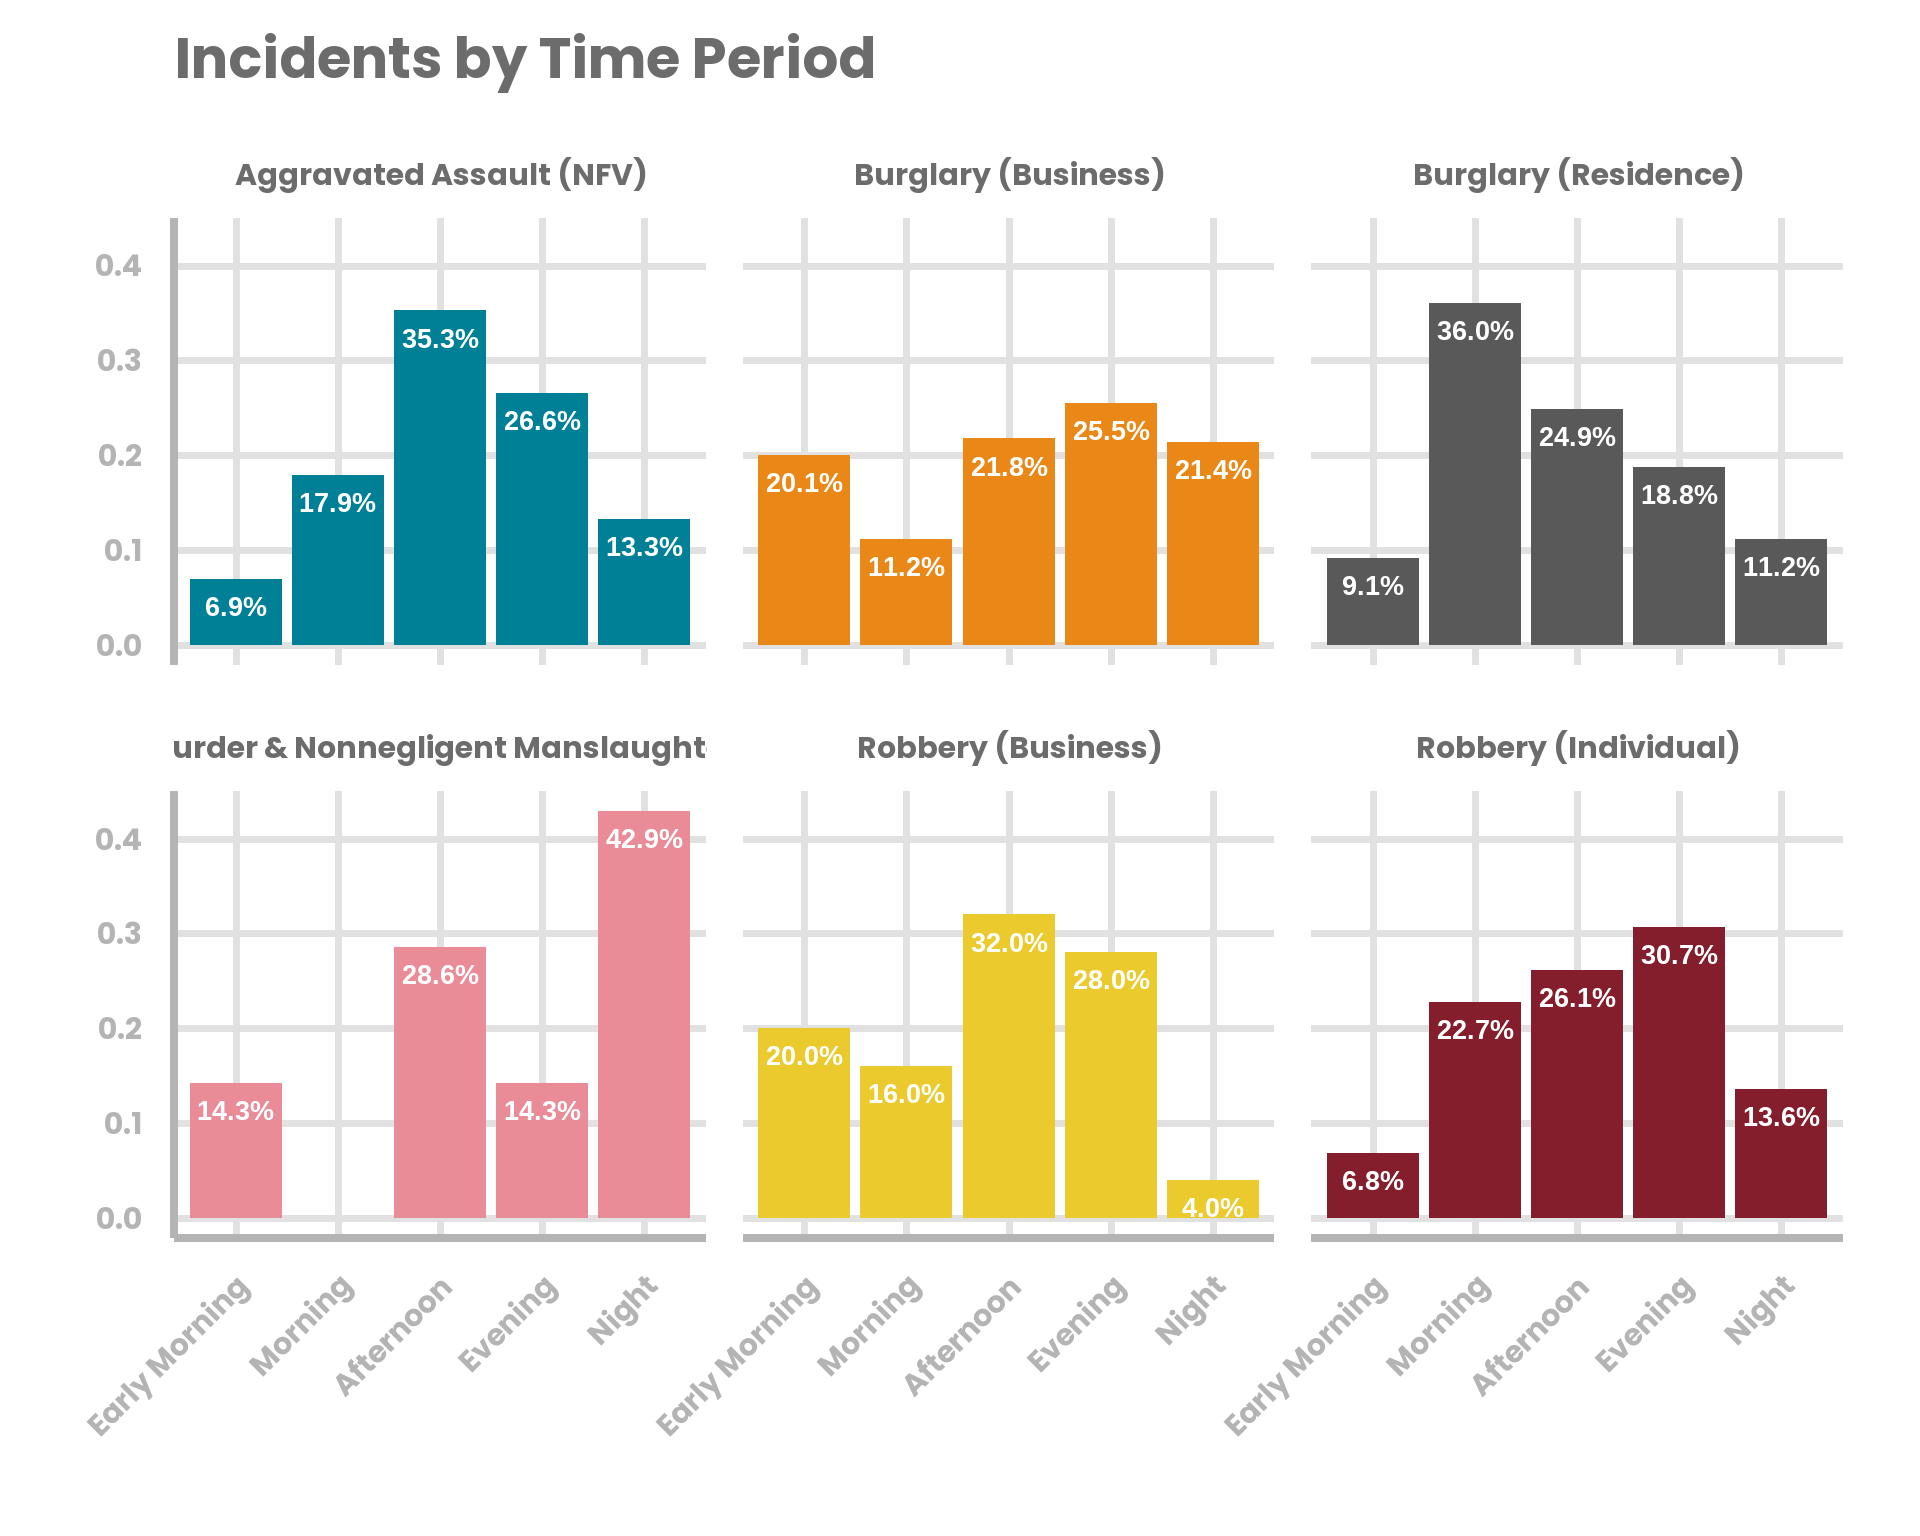 Incidents by Time Period
Aggravated Assault (NFV)
Burglary (Business)
Burglary (Residence)
0.4
0.3
0.2
0.1
0.0
6.9%
17.9%
35.3%
26.6%
13.3%
20.1%
11.2%
21.8%
25.5%
21.4%
9.1%
36.0%
24.9%
18.8%
11.2%
urder & Nonnegligent Manslaught
Robbery (Business)
Robbery (Individual)
0.4
0.3
0.2
0.1
0.0
14.3%
28.6%
14.3%
42.9%
20.0%
16.0%
32.0%
28.0%
4.0%
6.8%
22.7%
26.1%
30.7%
13.6%
Early Morning
Morning
Afternoon
Evening
Night
Early Morning
Morning
Afternoon
Evening
Night
Early Morning
Morning
Afternoon
Evening
Night